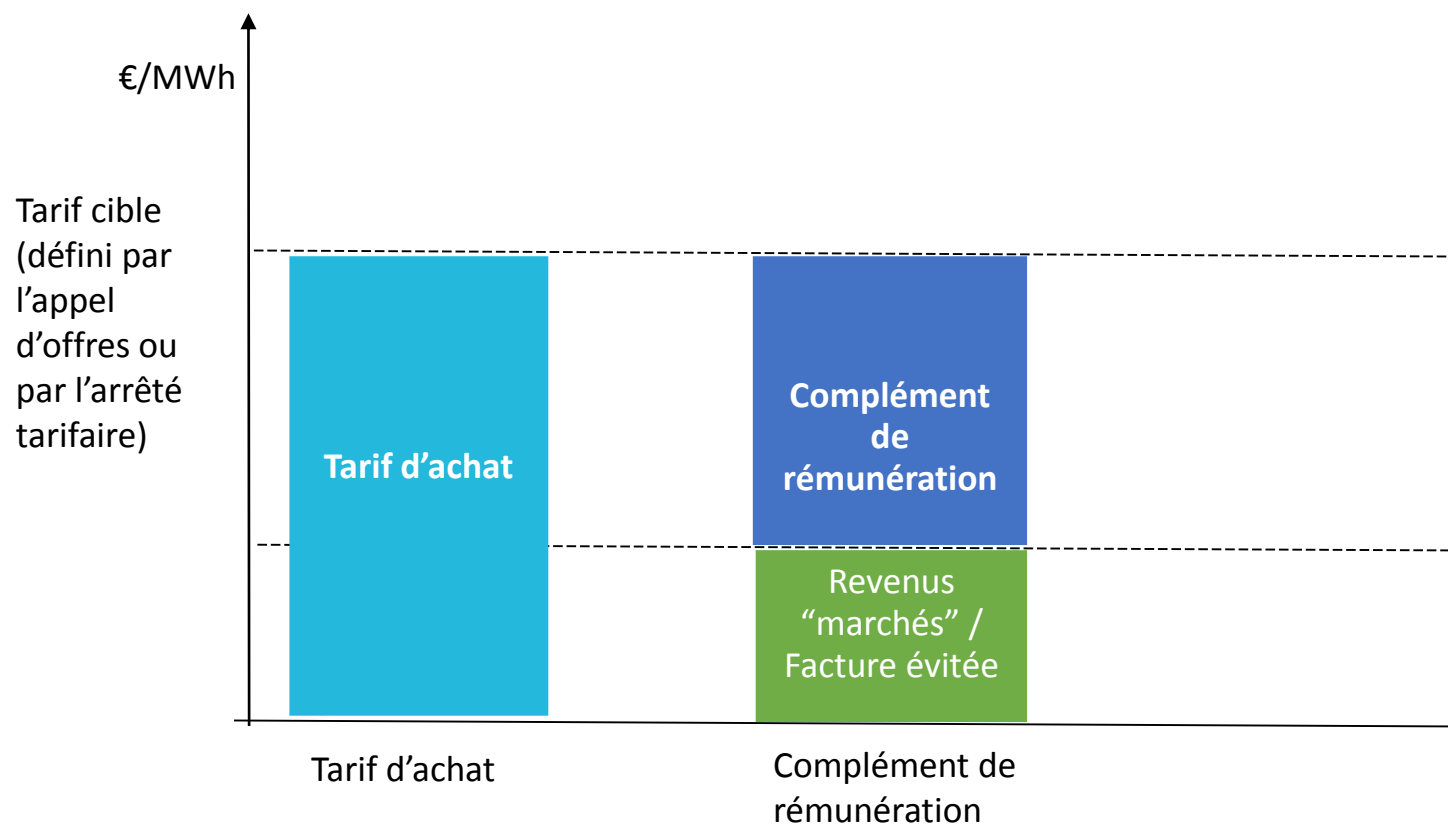 €/MWh
Tarif cible
(défini par
l’appel
d’offres ou
par l’arrêté
tarifaire)
Tarif d’achat
Complément
de
rémunération
Revenus
“marchés” /
Facture évitée
Tarif d’achat
Complément de
rémunération